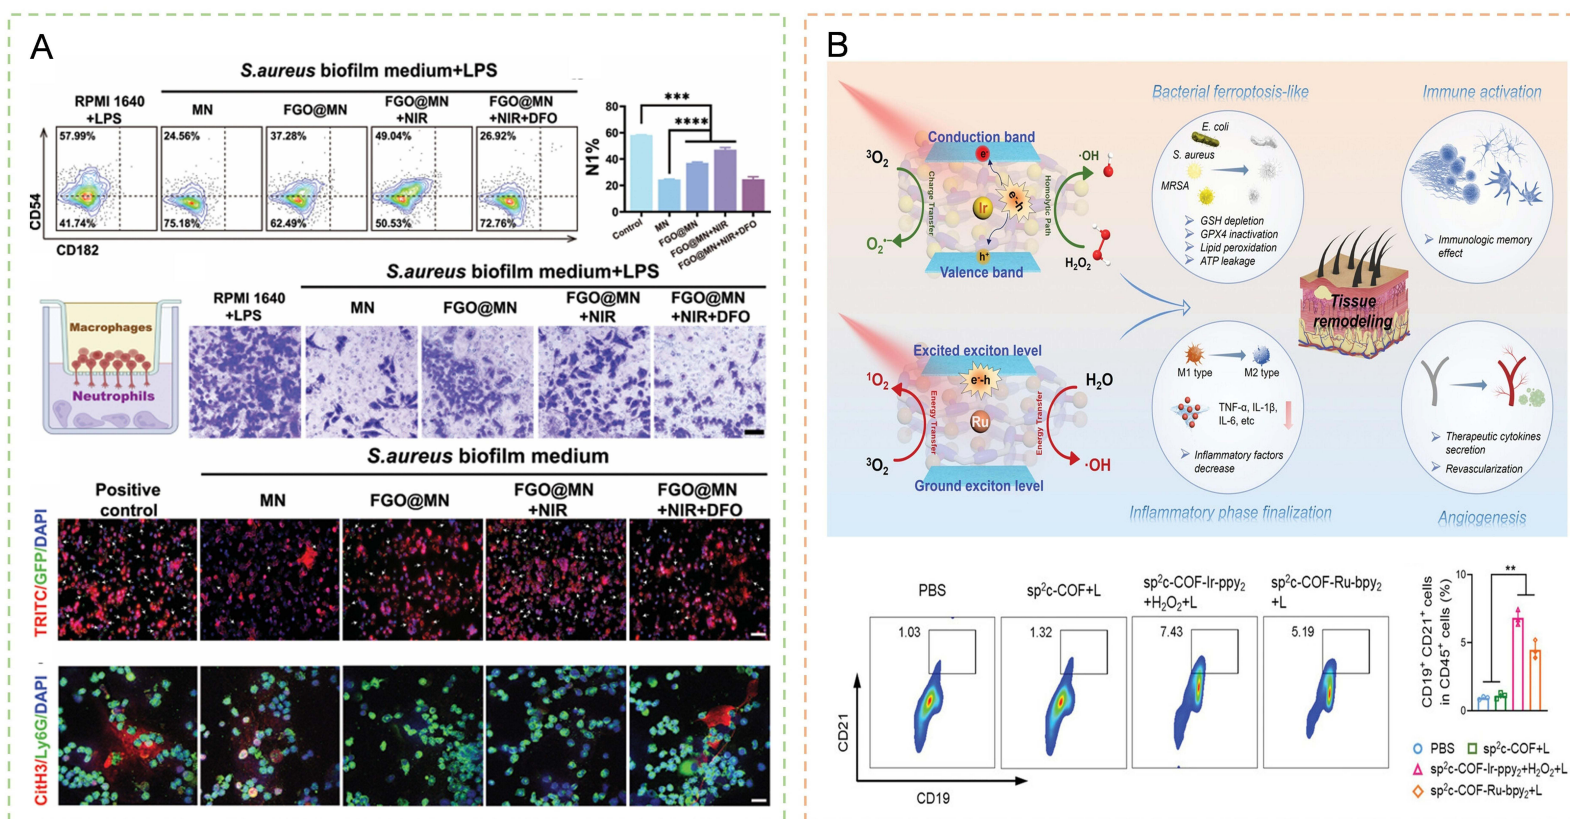 A
S.aureus biofilm medium+LPS
RPMI 1640
+LPS
MN
FGO@MN
FGO@MN
+NIR
FGO@MN
+NIR+DFO
57.99%
24.56%
37.28%
49.04%
26.92%
41.74%
75.18%
62.49%
50.53%
72.76%
CD54
CD182
N1%
80
60
40
20
0
***
****
Control
MN
FGO@MN
FGO@MN+NIR
FGO@MN+NIR+DFO
S.aureus biofilm medium+LPS
RPMI 1640
+LPS
MN
FGO@MN
FGO@MN
+NIR
FGO@MN
+NIR+DFO
Macrophages
Neutrophils
S.aureus biofilm medium
Positive
control
MN
FGO@MN
FGO@MN
+NIR
FGO@MN
+NIR+DFO
TRITC/GFP/DAPI
CitH3/Ly6G/DAPI
B
Bacterial ferroptosis-like
Immune activation
Conduction band
e⁻
³O₂
Charge Transfer
O₂•⁻
Ir
e⁻-h
Homolytic Path
·OH
H₂O₂
h⁺
Valence band
E. coli
S. aureus
MRSA
GSH depletion
GPX4 inactivation
Lipid peroxidation
ATP leakage
Immunologic memory
effect
Tissue
remodeling
Excited exciton level
e⁻-h
¹O₂
Energy Transfer
³O₂
Ru
Energy Transfer
H₂O
·OH
Ground exciton level
M1 type
M2 type
TNF-α, IL-1β,
IL-6, etc
Inflammatory factors
decrease
Therapeutic cytokines
secretion
Revascularization
Inflammatory phase finalization
Angiogenesis
PBS
sp²c-COF+L
sp²c-COF-Ir-ppy₂
+H₂O₂+L
sp²c-COF-Ru-bpy₂
+L
1.03
1.32
7.43
5.19
CD21
CD19
CD19⁺ CD21⁺ cells
in CD45⁺ cells (%)
10
5
0
**
PBS
sp²c-COF+L
sp²c-COF-Ir-ppy₂+H₂O₂+L
sp²c-COF-Ru-bpy₂+L